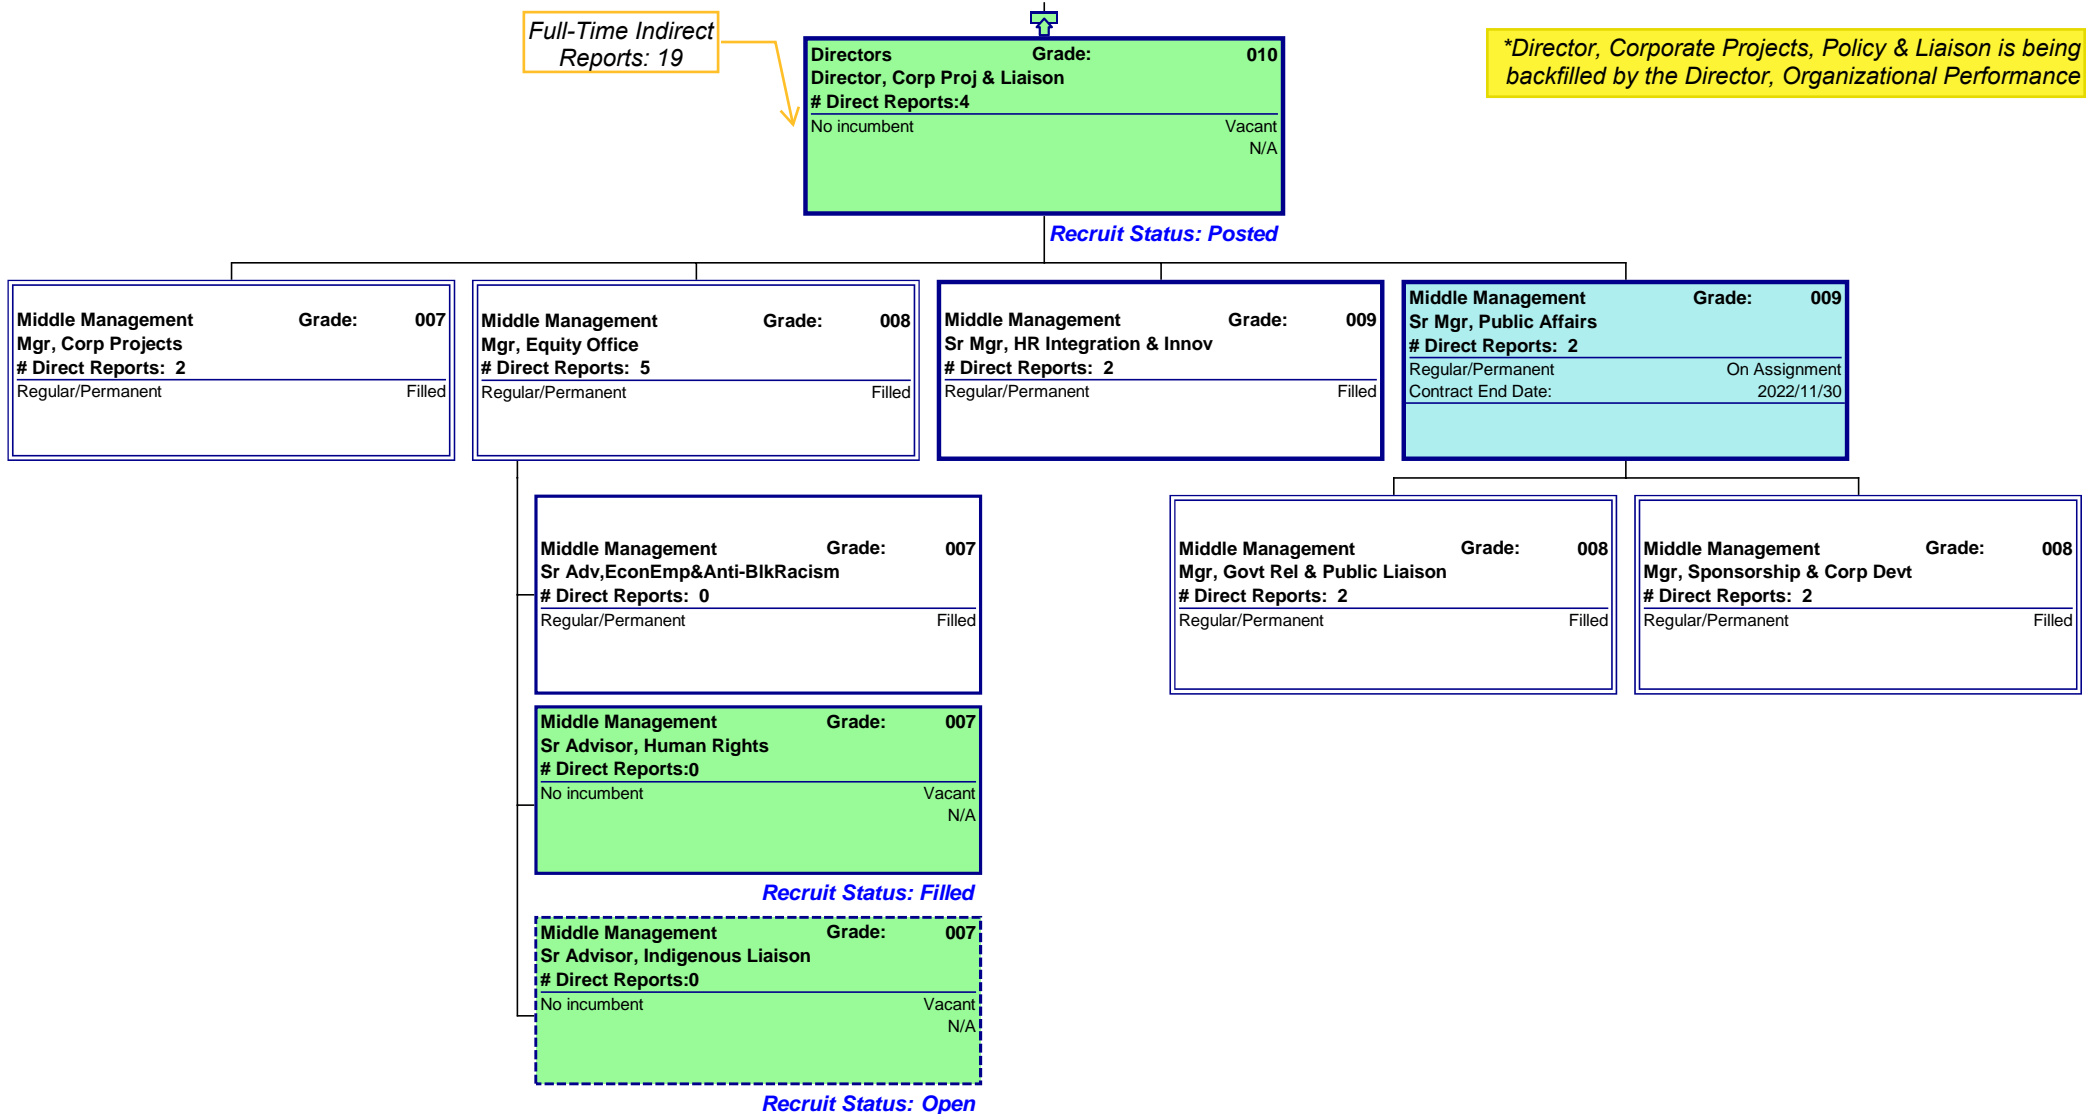 Full-Time Indirect
Reports: 19
*Director, Corporate Projects, Policy & Liaison is being
backfilled by the Director, Organizational Performance
Directors Grade: 010
Director, Corp Proj & Liaison
# Direct Reports:4
No incumbent Vacant
N/A
Recruit Status: Posted
Middle Management Grade: 007
Mgr, Corp Projects
# Direct Reports: 2
Regular/Permanent Filled
Middle Management Grade: 008
Mgr, Equity Office
# Direct Reports: 5
Regular/Permanent Filled
Middle Management Grade: 009
Sr Mgr, HR Integration & Innov
# Direct Reports: 2
Regular/Permanent Filled
Middle Management Grade: 009
Sr Mgr, Public Affairs
# Direct Reports: 2
Regular/Permanent On Assignment
Contract End Date: 2022/11/30
Middle Management Grade: 007
Sr Adv,EconEmp&Anti-BlkRacism
# Direct Reports: 0
Regular/Permanent Filled
Middle Management Grade: 008
Mgr, Govt Rel & Public Liaison
# Direct Reports: 2
Regular/Permanent Filled
Middle Management Grade: 008
Mgr, Sponsorship & Corp Devt
# Direct Reports: 2
Regular/Permanent Filled
Middle Management Grade: 007
Sr Advisor, Human Rights
# Direct Reports:0
No incumbent Vacant
N/A
Recruit Status: Filled
Middle Management Grade: 007
Sr Advisor, Indigenous Liaison
# Direct Reports:0
No incumbent Vacant
N/A
Recruit Status: Open